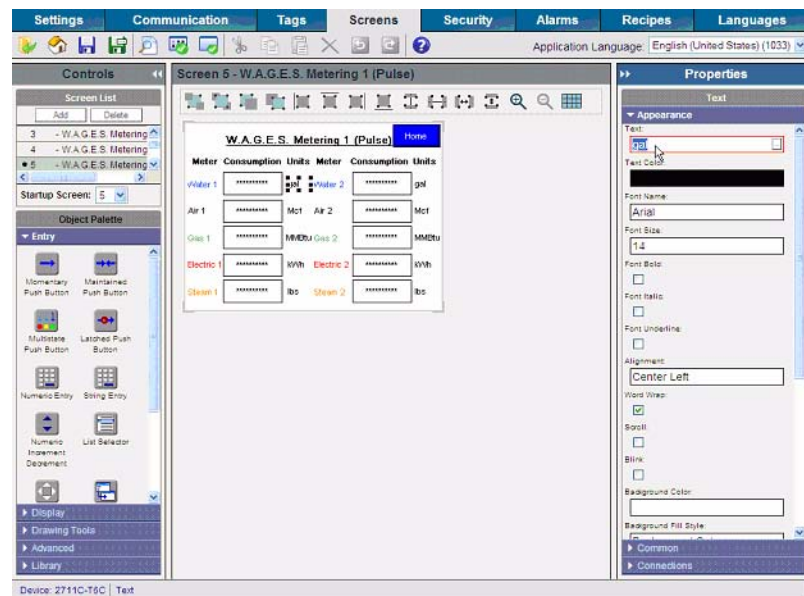 Settings Communication Tags Screens Security Alarms Recipes Languages
Application Language: English (United States) (1033)
Controls
Screen List
Add Delete
3 - W.A.G.E.S. Metering
4 - W.A.G.E.S. Metering
5 - W.A.G.E.S. Metering
Startup Screen: 5
Object Palette
Entry
Momentary Push Button
Maintained Push Button
Multistate Push Button
Latched Push Button
Numeric Entry
String Entry
Numeric Increment Decrement
List Selector
Display
Drawing Tools
Advanced
Library
Screen 5 - W.A.G.E.S. Metering 1 (Pulse)
W.A.G.E.S. Metering 1 (Pulse) Home
Meter Consumption Units Meter Consumption Units
Water 1 ********** gal Water 2 ********** gal
Air 1 ********** Mcf Air 2 ********** Mcf
Gas 1 ********** MMBtu Gas 2 ********** MMBtu
Electric 1 ********** kWh Electric 2 ********** kWh
Steam 1 ********** lbs Steam 2 ********** lbs
Properties
Text
Appearance
Text:
gal
Text Color:
Font Name:
Arial
Font Size:
14
Font Bold:
Font Italic:
Font Underline:
Alignment:
Center Left
Word Wrap:
Scroll:
Blink:
Background Color:
Background Fill Style:
Common
Connections
Device: 2711C-T6C Text